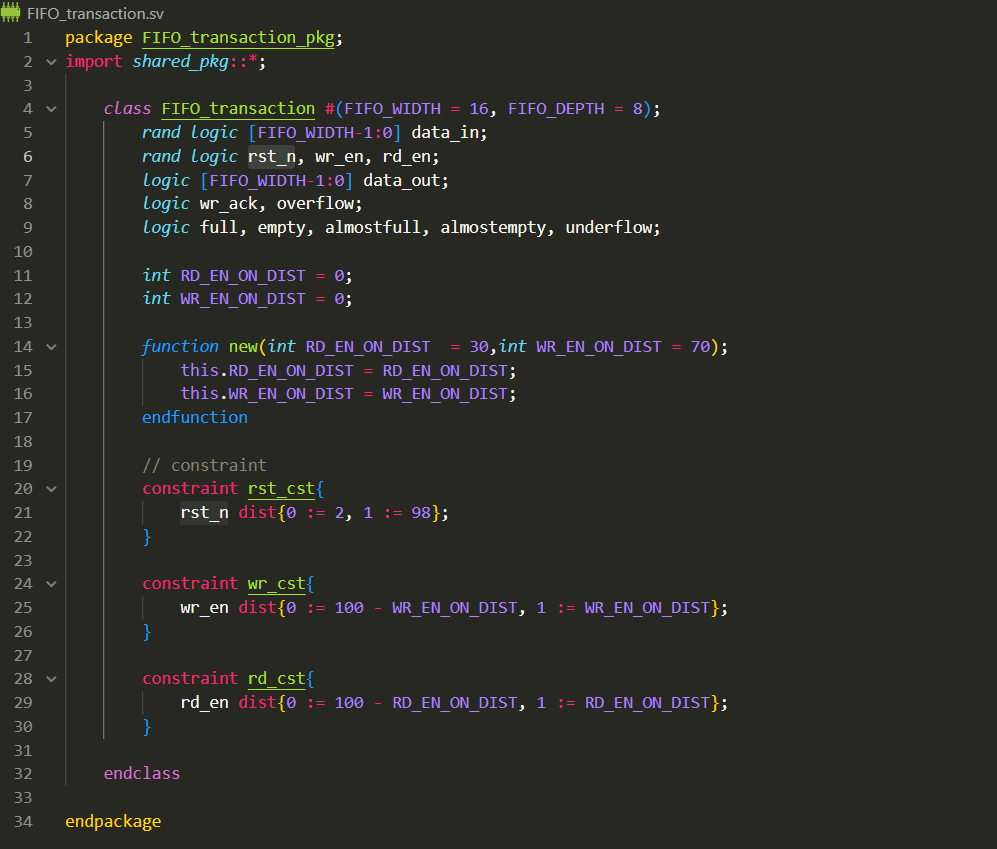 FIFO_transaction.sv
1 package FIFO_transaction_pkg;
2 import shared_pkg::*;
3
4 class FIFO_transaction #(FIFO_WIDTH = 16, FIFO_DEPTH = 8);
5 rand logic [FIFO_WIDTH-1:0] data_in;
6 rand logic rst_n, wr_en, rd_en;
7 logic [FIFO_WIDTH-1:0] data_out;
8 logic wr_ack, overflow;
9 logic full, empty, almostfull, almostempty, underflow;
10
11 int RD_EN_ON_DIST = 0;
12 int WR_EN_ON_DIST = 0;
13
14 function new(int RD_EN_ON_DIST  = 30,int WR_EN_ON_DIST = 70);
15 this.RD_EN_ON_DIST = RD_EN_ON_DIST;
16 this.WR_EN_ON_DIST = WR_EN_ON_DIST;
17 endfunction
18
19 // constraint
20 constraint rst_cst{
21 rst_n dist{0 := 2, 1 := 98};
22 }
23
24 constraint wr_cst{
25 wr_en dist{0 := 100 - WR_EN_ON_DIST, 1 := WR_EN_ON_DIST};
26 }
27
28 constraint rd_cst{
29 rd_en dist{0 := 100 - RD_EN_ON_DIST, 1 := RD_EN_ON_DIST};
30 }
31
32 endclass
33
34 endpackage